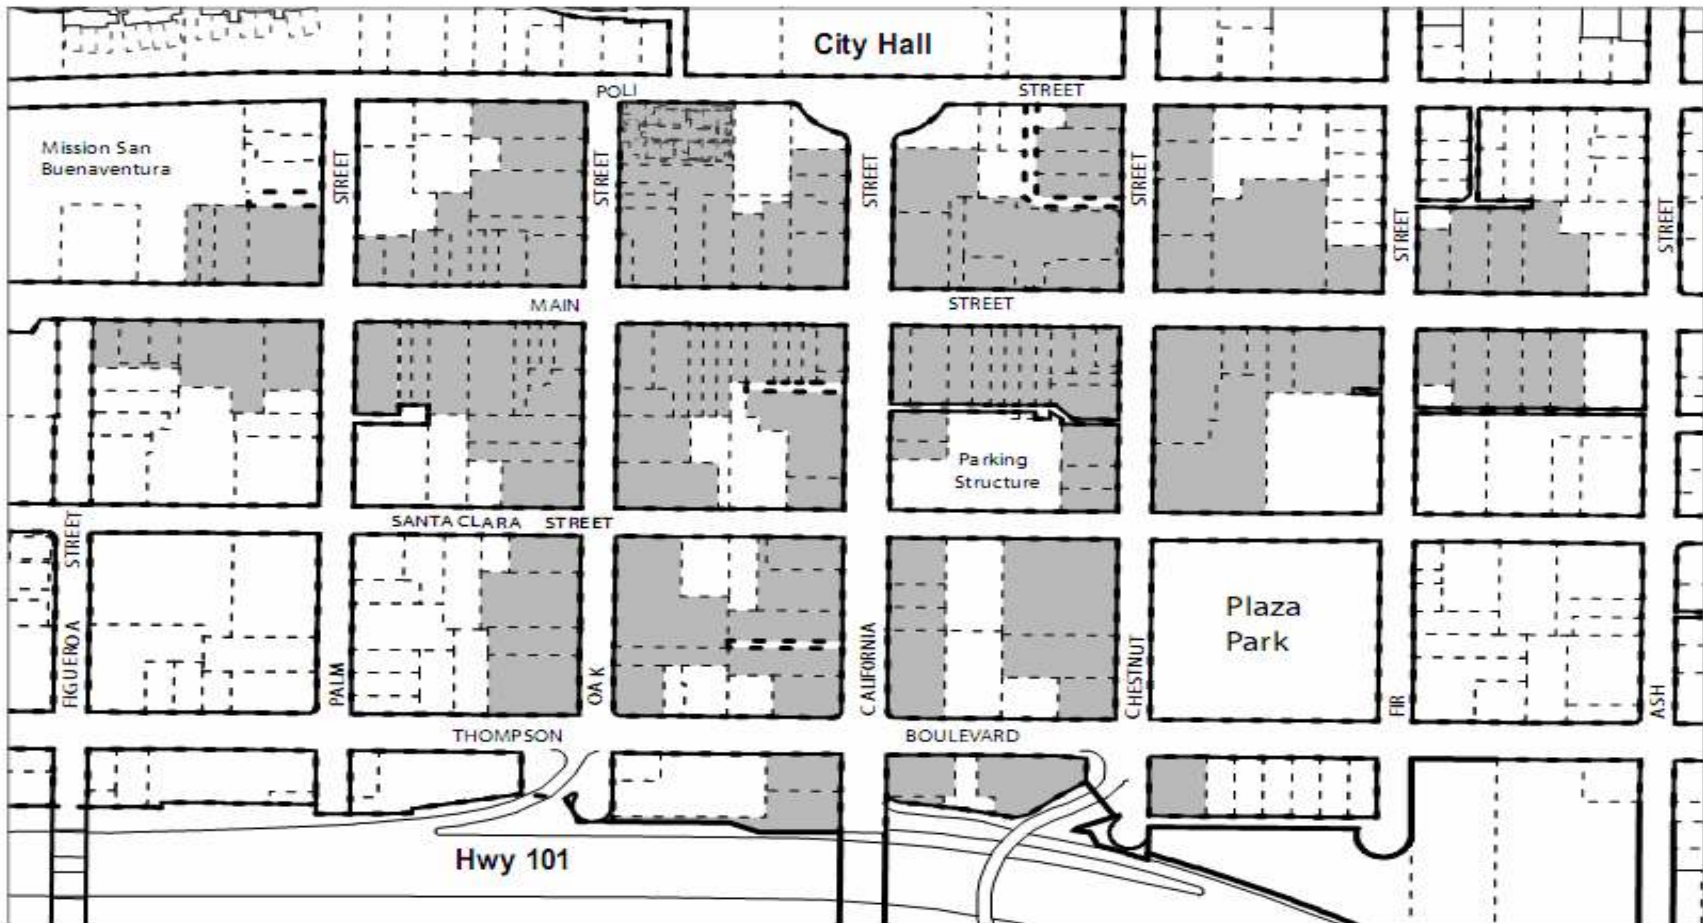 City Hall
POLI STREET
Mission San
Buenaventura
STREET
STREET
STREET
STREET
STREET
STREET
MAIN STREET
Parking
Structure
SANTA CLARA STREET
STREET
Plaza
Park
FIGUEROA
PALM
OAK
CALIFORNIA
CHESTNUT
FIR
ASH
THOMPSON BOULEVARD
Hwy 101